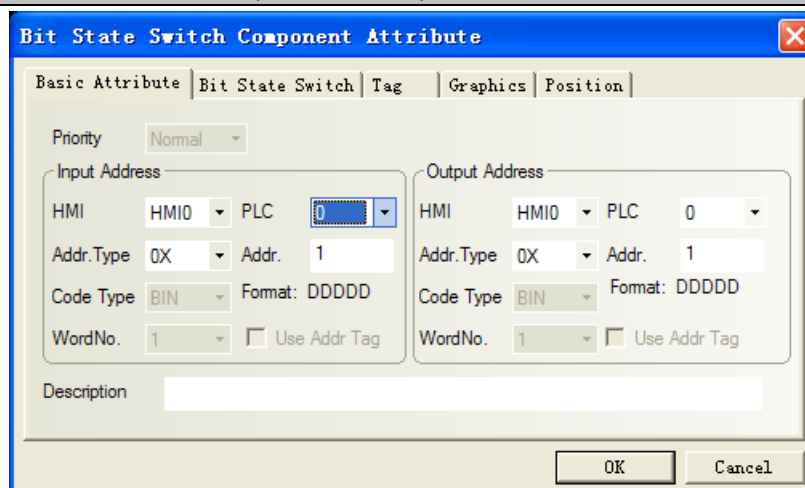 Bit State Switch Component Attribute
Basic Attribute Bit State Switch Tag Graphics Position
Priority Normal
Input Address
HMI HMI0 PLC 0
Addr.Type 0X Addr. 1
Code Type BIN Format: DDDDD
WordNo. 1 Use Addr Tag
Output Address
HMI HMI0 PLC 0
Addr.Type 0X Addr. 1
Code Type BIN Format: DDDDD
WordNo. 1 Use Addr Tag
Description
OK Cancel